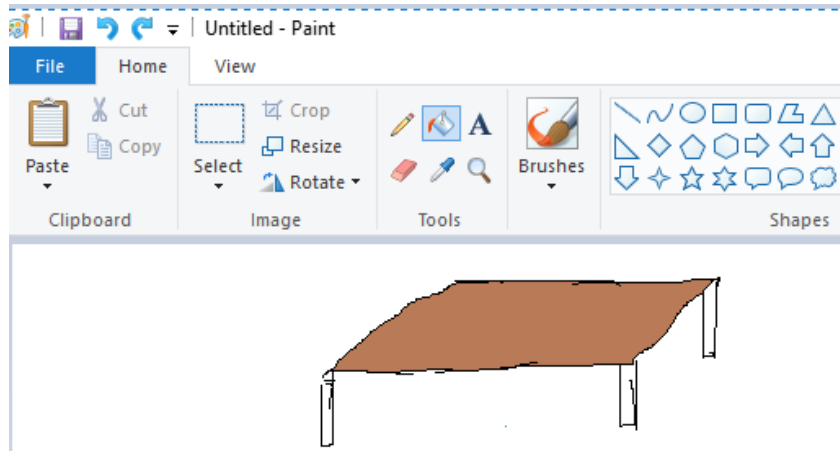 Untitled - Paint
File Home View
Cut
Copy
Paste
Crop
Resize
Rotate
Select
A
Brushes
Clipboard Image Tools Shapes